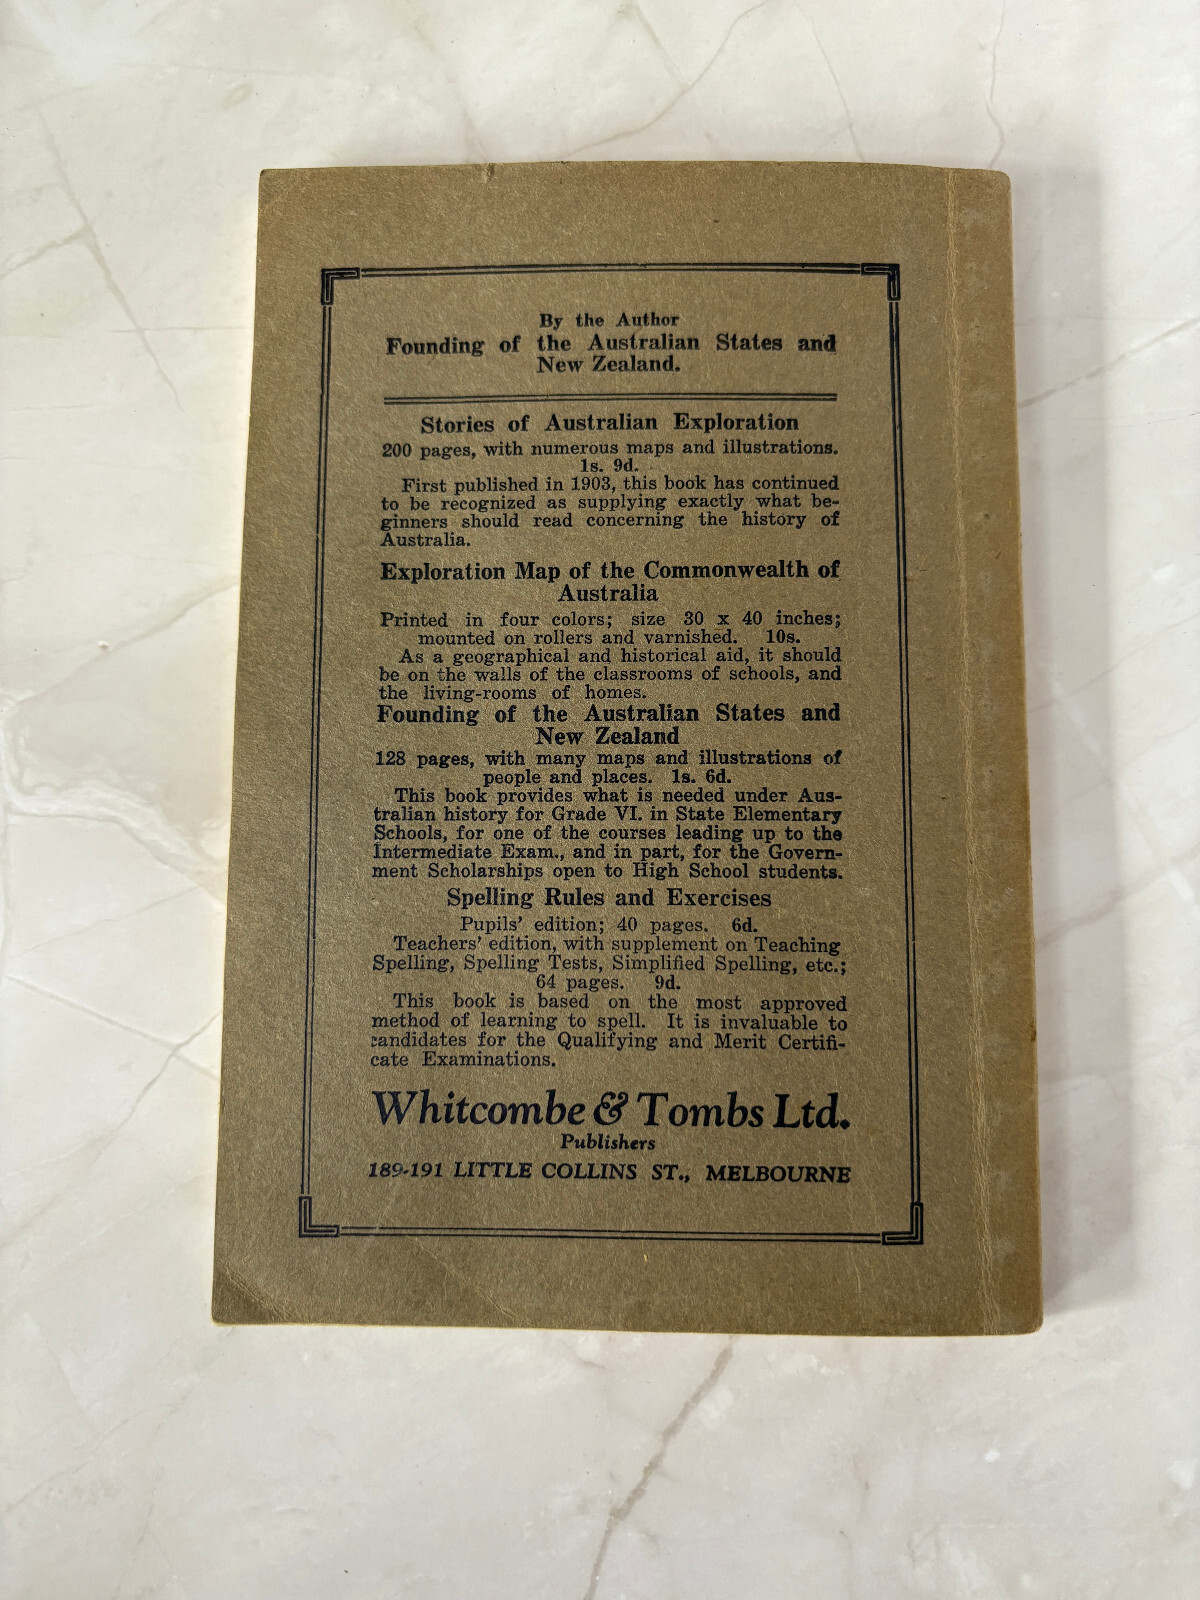 By the Author
Founding of the Australian States and
New Zealand.
Stories of Australian Exploration
200 pages, with numerous maps and illustrations.
1s. 9d.
First published in 1903, this book has continued
to be recognized as supplying exactly what be-
ginners should read concerning the history of
Australia.
Exploration Map of the Commonwealth of
Australia
Printed in four colors; size 30 x 40 inches;
mounted on rollers and varnished. 10s.
As a geographical and historical aid, it should
be on the walls of the classrooms of schools, and
the living-rooms of homes.
Founding of the Australian States and
New Zealand
128 pages, with many maps and illustrations of
people and places. 1s. 6d.
This book provides what is needed under Aus-
tralian history for Grade VI. in State Elementary
Schools, for one of the courses leading up to the
Intermediate Exam., and in part, for the Govern-
ment Scholarships open to High School students.
Spelling Rules and Exercises
Pupils' edition; 40 pages. 6d.
Teachers' edition, with supplement on Teaching
Spelling, Spelling Tests, Simplified Spelling, etc.;
64 pages. 9d.
This book is based on the most approved
method of learning to spell. It is invaluable to
candidates for the Qualifying and Merit Certifi-
cate Examinations.
Whitcombe & Tombs Ltd.
Publishers
189-191 LITTLE COLLINS ST., MELBOURNE